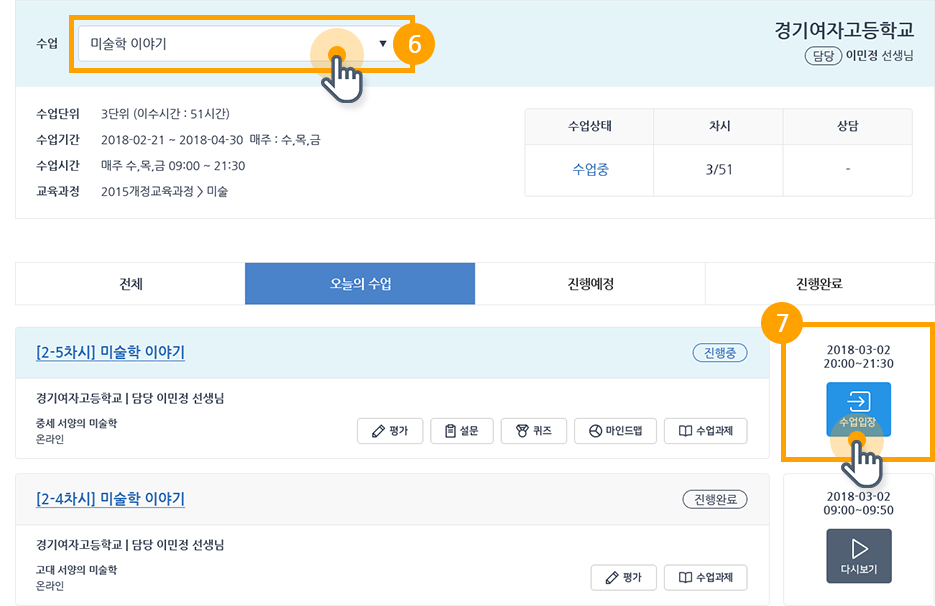 수업 미술학 이야기 ▼ 6
경기여자고등학교
담당 이민정 선생님
수업단위 3단위 (이수시간 : 51시간)
수업기간 2018-02-21 ~ 2018-04-30 매주 : 수,목,금
수업시간 매주 수,목,금 09:00 ~ 21:30
교육과정 2015개정교육과정 > 미술
수업상태 차시 상담
수업중 3/51 -
전체 오늘의 수업 진행예정 진행완료
7
[2-5차시] 미술학 이야기 진행중
경기여자고등학교 | 담당 이민정 선생님
중세 서양의 미술학
온라인
평가 설문 퀴즈 마인드맵 수업과제
2018-03-02
20:00~21:30
수업입장
[2-4차시] 미술학 이야기 진행완료
경기여자고등학교 | 담당 이민정 선생님
고대 서양의 미술학
온라인
평가 수업과제
2018-03-02
09:00~09:50
다시보기